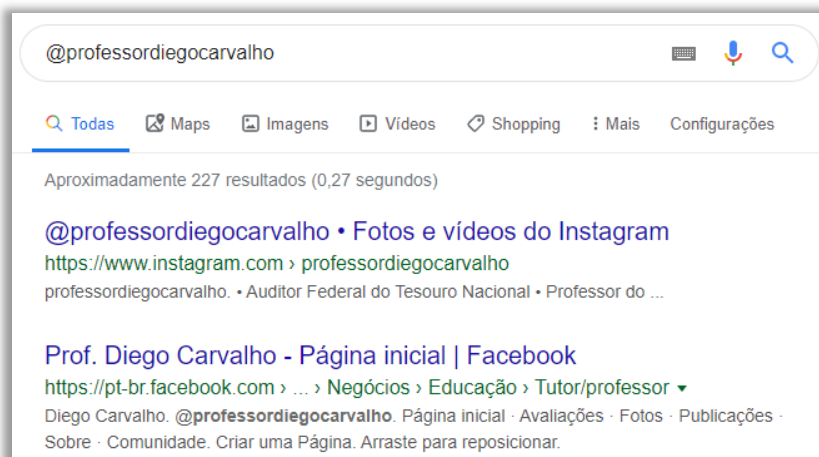 @professordiegocarvalho
Todas Maps Imagens Vídeos Shopping Mais Configurações
Aproximadamente 227 resultados (0,27 segundos)
@professordiegocarvalho • Fotos e vídeos do Instagram
https://www.instagram.com › professordiegocarvalho
professordiegocarvalho. • Auditor Federal do Tesouro Nacional • Professor do ...
Prof. Diego Carvalho - Página inicial | Facebook
https://pt-br.facebook.com › ... › Negócios › Educação › Tutor/professor
Diego Carvalho. @professordiegocarvalho. Página inicial · Avaliações · Fotos · Publicações ·
Sobre · Comunidade. Criar uma Página. Arraste para reposicionar.